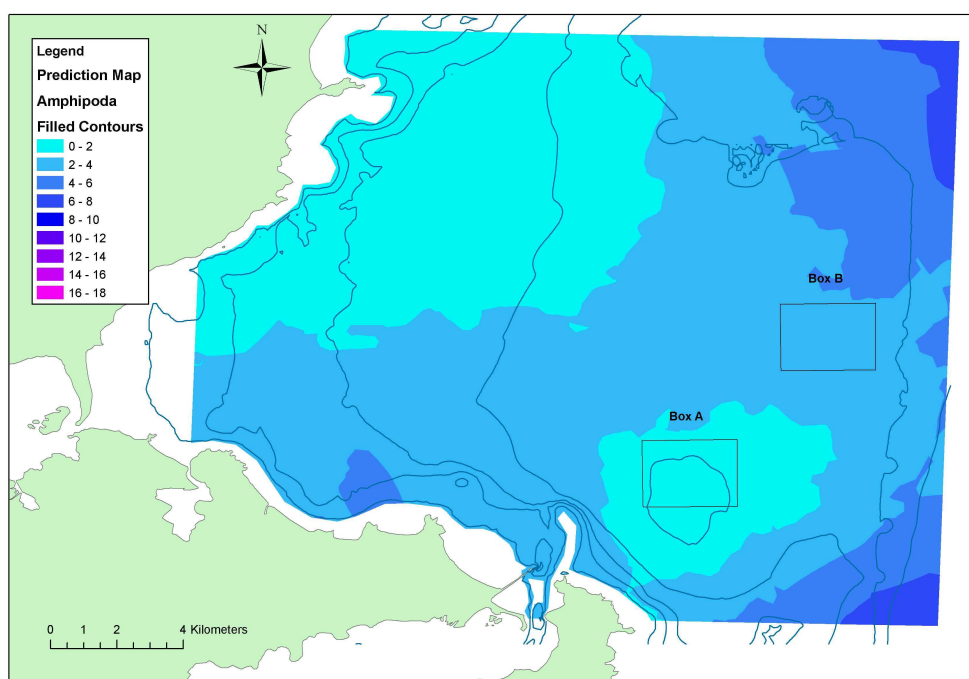 N
Legend
Prediction Map
Amphipoda
Filled Contours
0 - 2
2 - 4
4 - 6
6 - 8
8 - 10
10 - 12
12 - 14
14 - 16
16 - 18
Box B
Box A
0 1 2 4 Kilometers